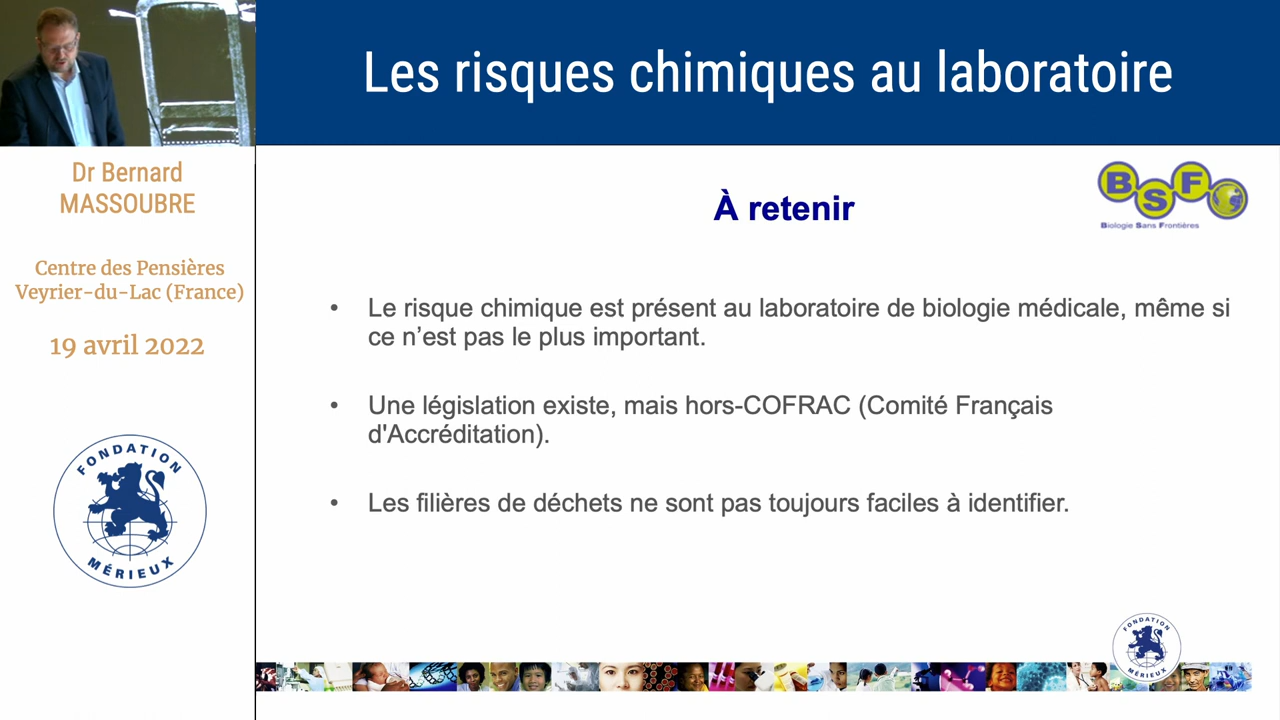 Les risques chimiques au laboratoire
Dr Bernard
MASSOUBRE
Centre des Pensières
Veyrier-du-Lac (France)
19 avril 2022
FONDATION
MÉRIEUX
À retenir
BSF
Biologie Sans Frontières
• Le risque chimique est présent au laboratoire de biologie médicale, même si
ce n’est pas le plus important.
• Une législation existe, mais hors-COFRAC (Comité Français
d'Accréditation).
• Les filières de déchets ne sont pas toujours faciles à identifier.
FONDATION
MÉRIEUX